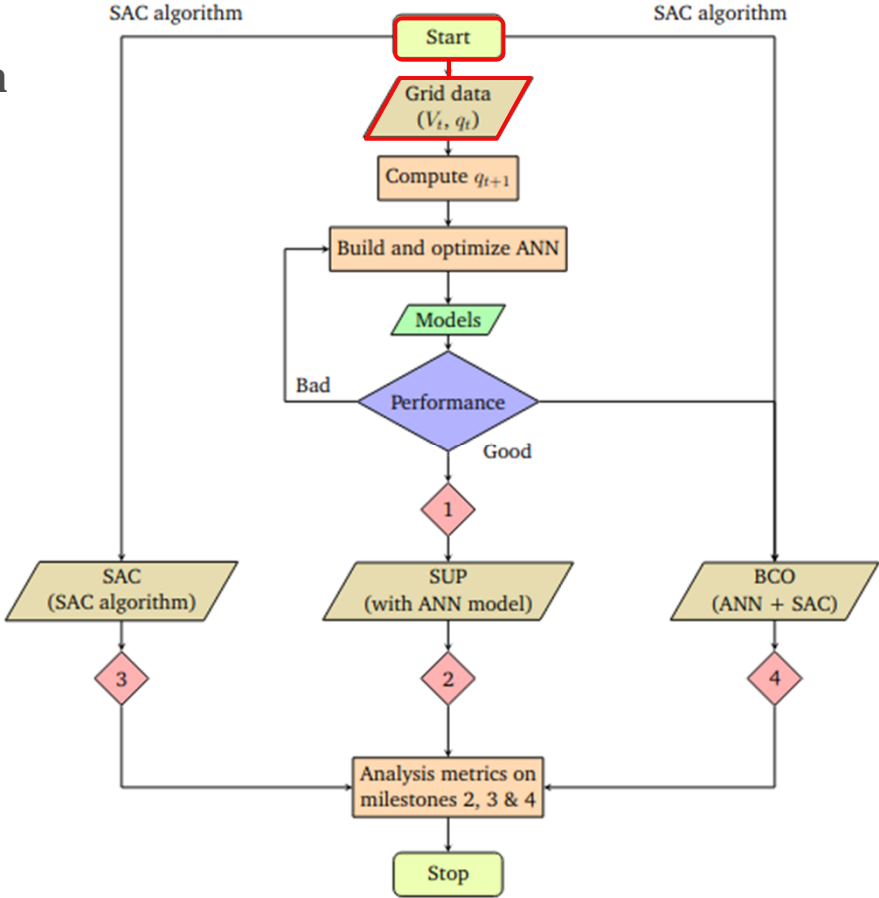 SAC algorithm
SAC algorithm
Start
n
Grid data
(Vₜ, qₜ)
Compute qₜ₊₁
Build and optimize ANN
Models
Bad
Performance
Good
1
SAC
(SAC algorithm)
SUP
(with ANN model)
BCO
(ANN + SAC)
3
2
4
Analysis metrics on
milestones 2, 3 & 4
Stop